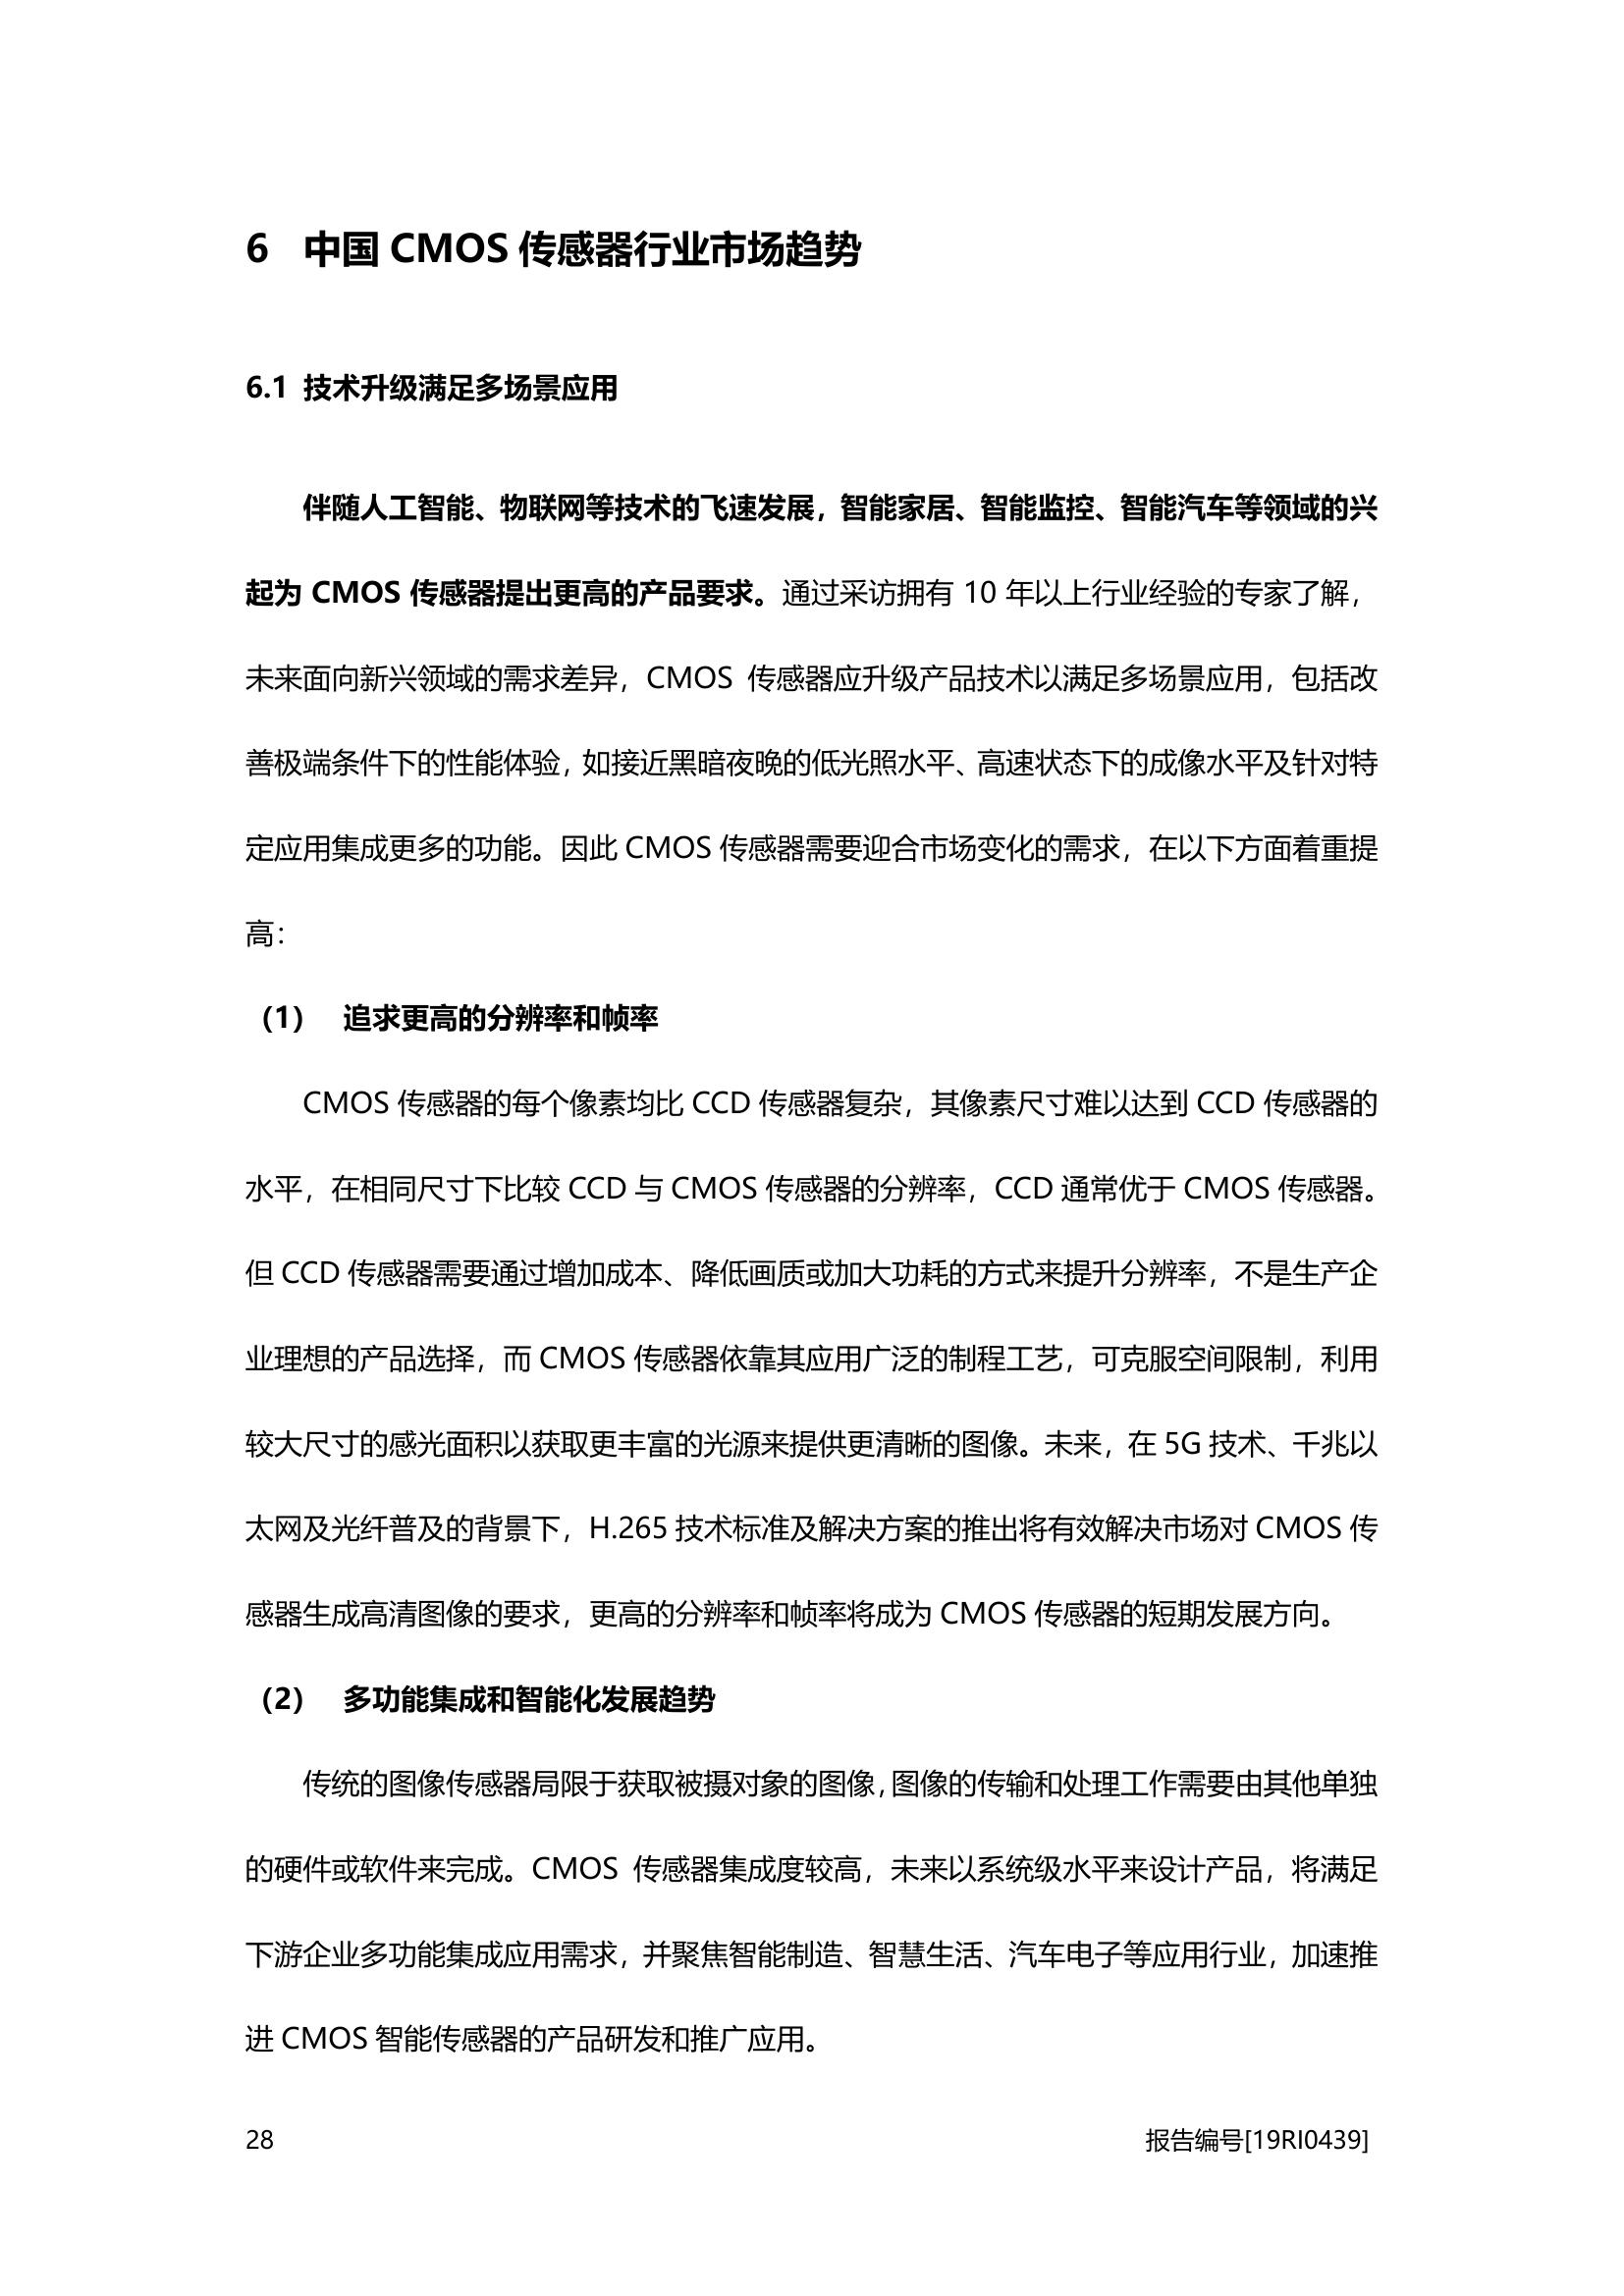 6 中国 CMOS 传感器行业市场趋势
6.1 技术升级满足多场景应用
伴随人工智能、物联网等技术的飞速发展，智能家居、智能监控、智能汽车等领域的兴
起为 CMOS 传感器提出更高的产品要求。通过采访拥有 10 年以上行业经验的专家了解，
未来面向新兴领域的需求差异，CMOS 传感器应升级产品技术以满足多场景应用，包括改
善极端条件下的性能体验，如接近黑暗夜晚的低光照水平、高速状态下的成像水平及针对特
定应用集成更多的功能。因此 CMOS 传感器需要迎合市场变化的需求，在以下方面着重提
高：
（1） 追求更高的分辨率和帧率
CMOS 传感器的每个像素均比 CCD 传感器复杂，其像素尺寸难以达到 CCD 传感器的
水平，在相同尺寸下比较 CCD 与 CMOS 传感器的分辨率，CCD 通常优于 CMOS 传感器。
但 CCD 传感器需要通过增加成本、降低画质或加大功耗的方式来提升分辨率，不是生产企
业理想的产品选择，而 CMOS 传感器依靠其应用广泛的制程工艺，可克服空间限制，利用
较大尺寸的感光面积以获取更丰富的光源来提供更清晰的图像。未来，在 5G 技术、千兆以
太网及光纤普及的背景下，H.265 技术标准及解决方案的推出将有效解决市场对 CMOS 传
感器生成高清图像的要求，更高的分辨率和帧率将成为 CMOS 传感器的短期发展方向。
（2） 多功能集成和智能化发展趋势
传统的图像传感器局限于获取被摄对象的图像，图像的传输和处理工作需要由其他单独
的硬件或软件来完成。CMOS 传感器集成度较高，未来以系统级水平来设计产品，将满足
下游企业多功能集成应用需求，并聚焦智能制造、智慧生活、汽车电子等应用行业，加速推
进 CMOS 智能传感器的产品研发和推广应用。
28 报告编号[19RI0439]